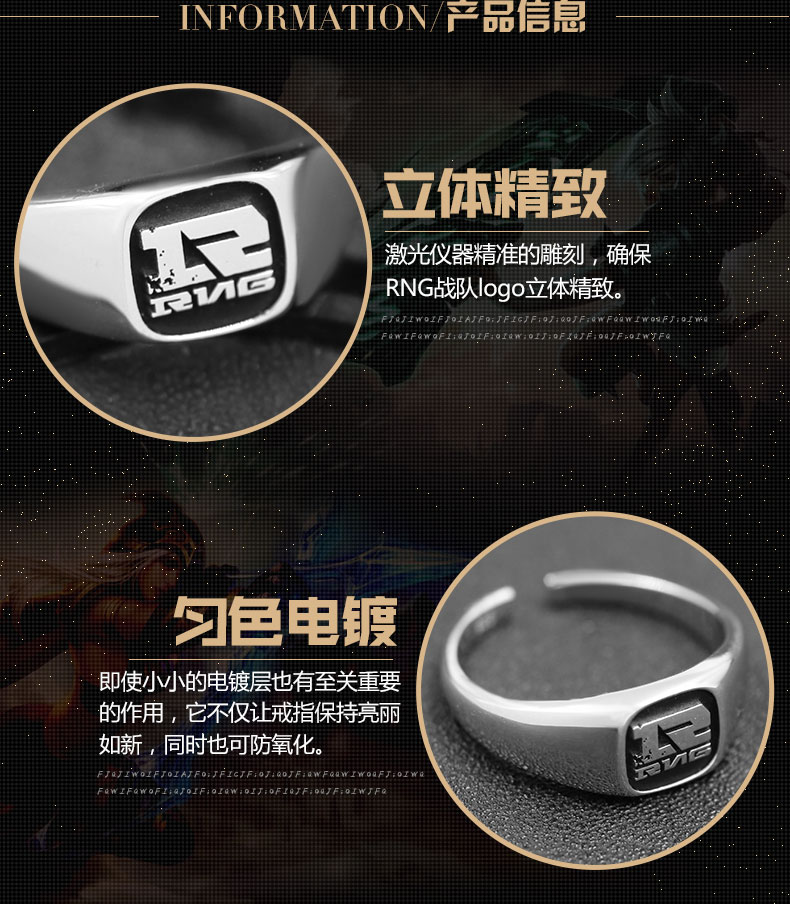 INFORMATION/产品信息
R
RNG
立体精致
激光仪器精准的雕刻，确保
RNG战队logo立体精致。
匀色电镀
即使小小的电镀层也有至关重要
的作用，它不仅让戒指保持亮丽
如新，同时也可防氧化。
R
RNG